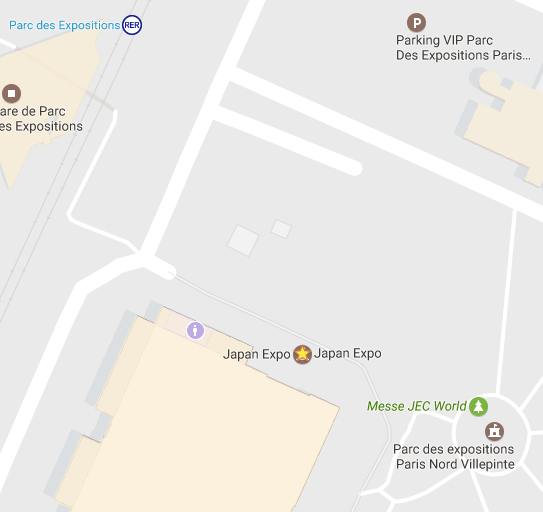 Parc des Expositions RER
P
Parking VIP Parc
Des Expositions Paris...
are de Parc
es Expositions
Japan Expo Japan Expo
Messe JEC World
Parc des expositions
Paris Nord Villepinte